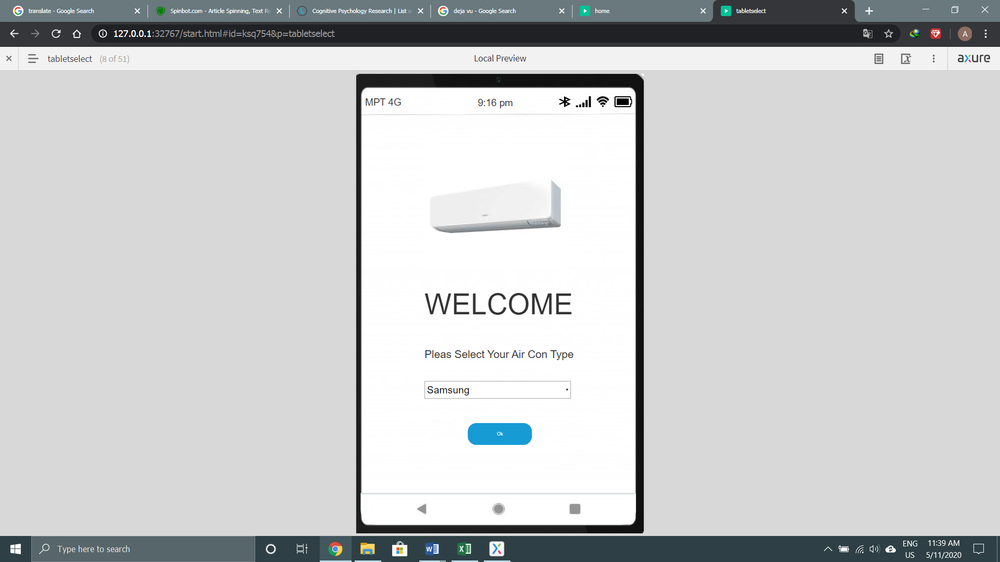 translate - Google Search
Spinbot.com - Article Spinning, Text Re
Cognitive Psychology Research | List o
deja vu - Google Search
home
tabletselect
127.0.0.1:32767/start.html#id=ksq754&p=tabletselect
A
tabletselect (8 of 51)
Local Preview
axure
MPT 4G
9:16 pm
WELCOME
Pleas Select Your Air Con Type
Samsung
Ok
Type here to search
ENG
US
11:39 AM
5/11/2020